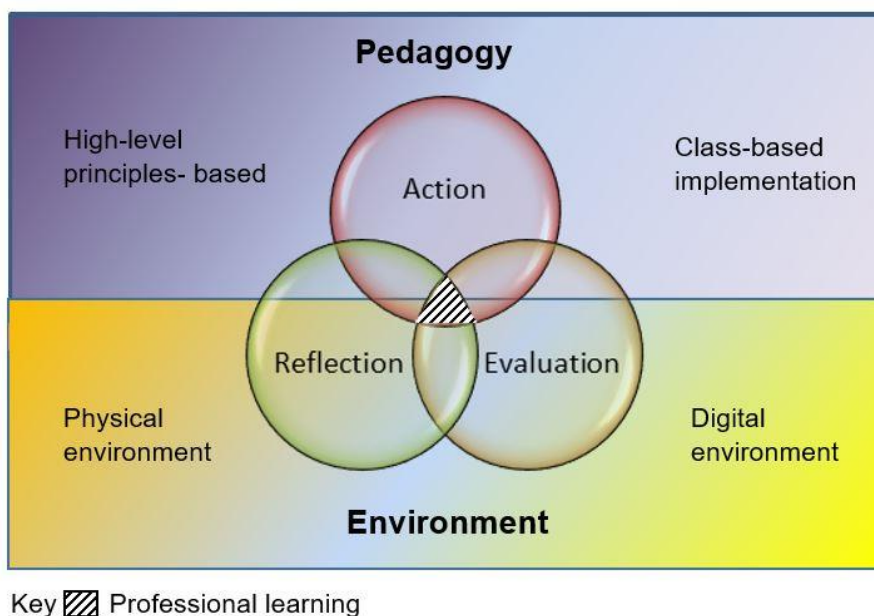 Pedagogy
High-level
principles- based
Class-based
implementation
Action
Reflection
Evaluation
Physical
environment
Digital
environment
Environment
Key Professional learning